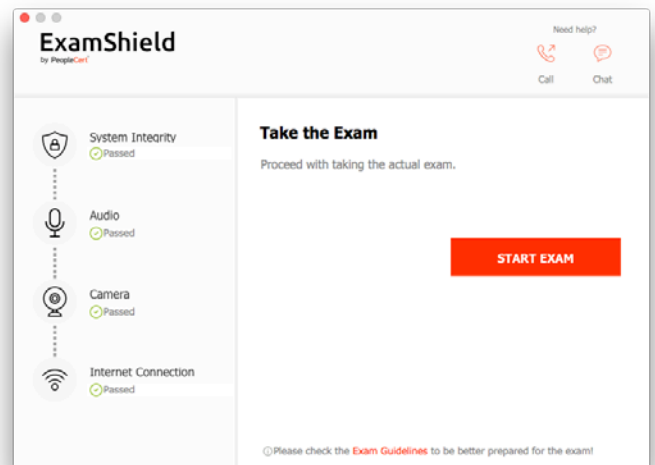 ExamShield
by PeopleCert
Need help?
Call
Chat
System Integrity
Passed
Audio
Passed
Camera
Passed
Internet Connection
Passed
Take the Exam
Proceed with taking the actual exam.
START EXAM
Please check the Exam Guidelines to be better prepared for the exam!